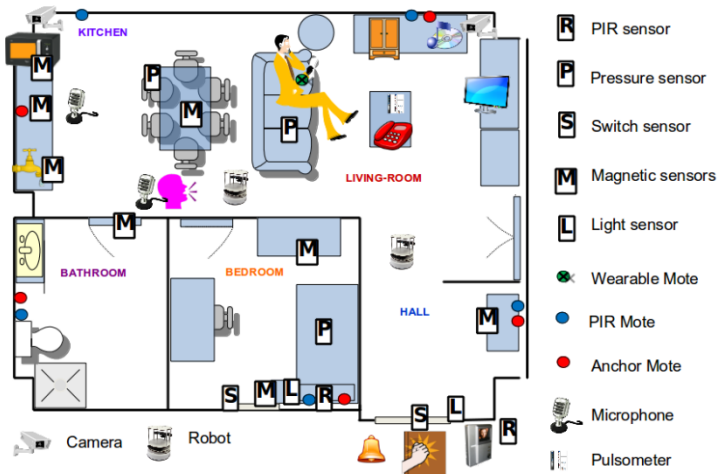 KITCHEN
R PIR sensor
M
P
P Pressure sensor
M
M
P
S Switch sensor
M
LIVING-ROOM
M Magnetic sensors
M
L Light sensor
M
BATHROOM
BEDROOM
Wearable Mote
HALL
M
PIR Mote
P
Anchor Mote
S
M
L
R
S
L
Microphone
R
Camera
Robot
Pulsometer